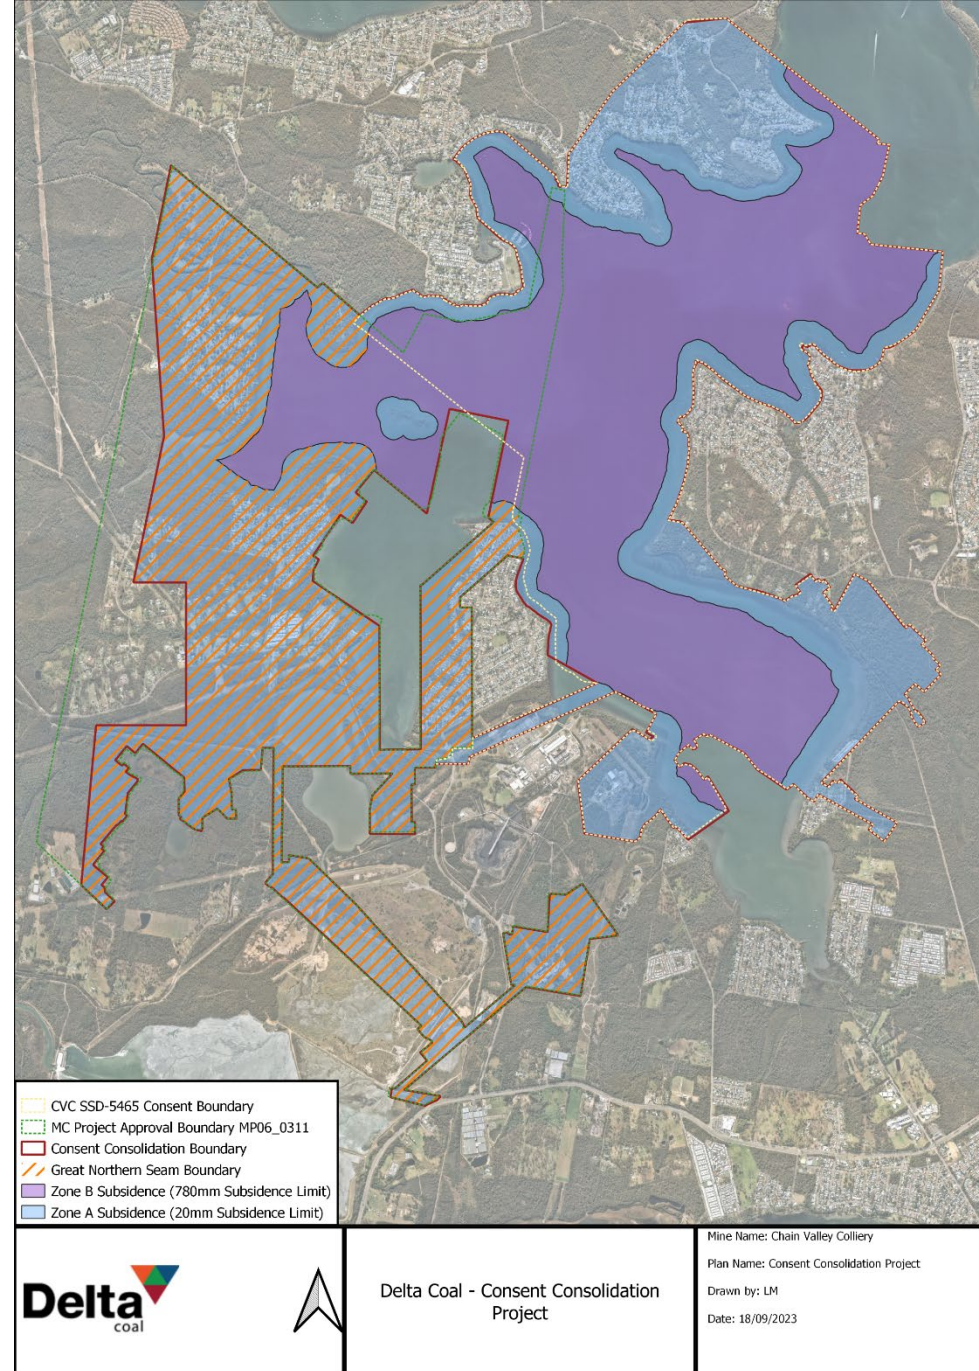 CVC SSD-5465 Consent Boundary
MC Project Approval Boundary MP06_0311
Consent Consolidation Boundary
Great Northern Seam Boundary
Zone B Subsidence (780mm Subsidence Limit)
Zone A Subsidence (20mm Subsidence Limit)
Delta
coal
Delta Coal - Consent Consolidation
Project
Mine Name: Chain Valley Colliery
Plan Name: Consent Consolidation Project
Drawn by: LM
Date: 18/09/2023